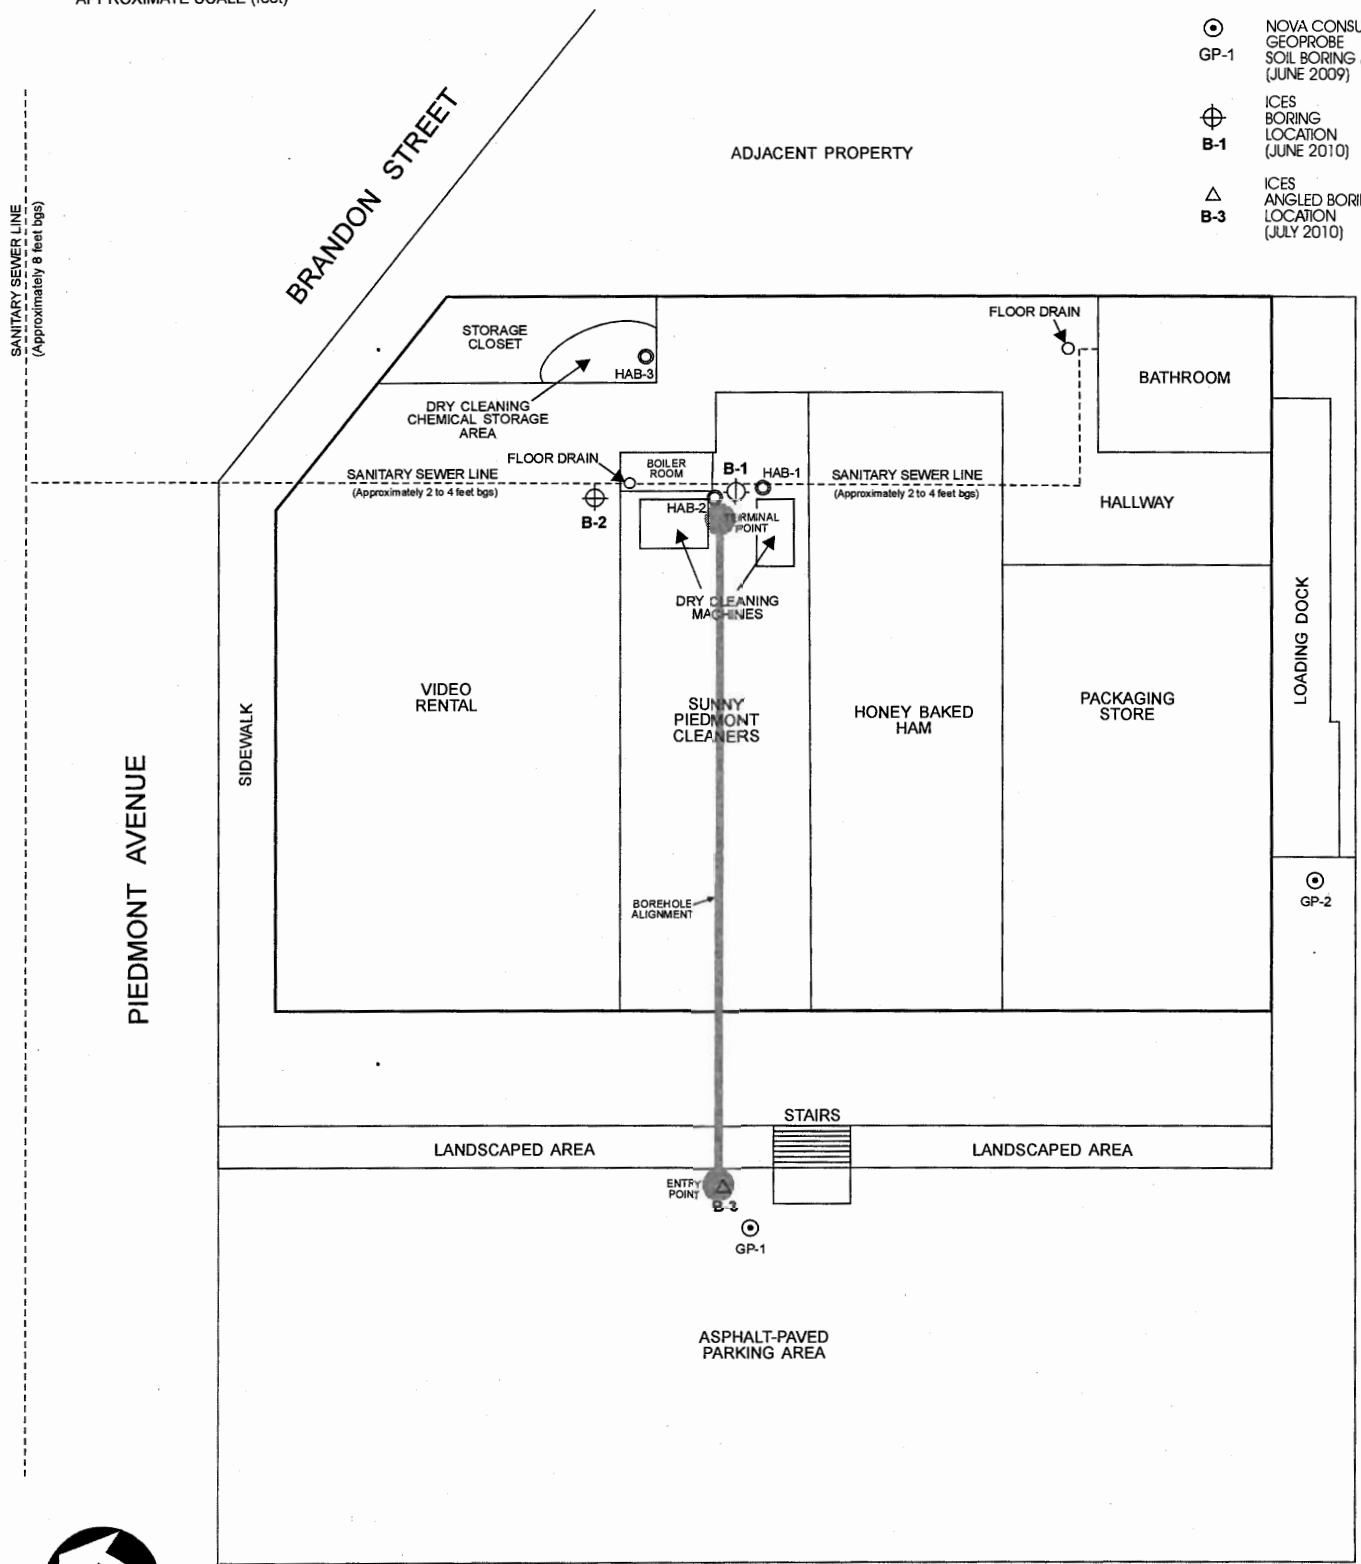 APPROXIMATE SCALE (feet)
GP-1
NOVA
GEOPROBE
SOIL BORING
(JUNE 2009)
B-1
ICES
BORING
LOCATION
(JUNE 2010)
B-3
ICES
ANGLED
LOCATION
(JULY 2010)
ADJACENT PROPERTY
BRANDON STREET
SANITARY SEWER LINE
(Approximately 8 feet bgs)
STORAGE
CLOSET
HAB-3
DRY CLEANING
CHEMICAL STORAGE
AREA
FLOOR DRAIN
BATHROOM
FLOOR DRAIN
BOILER
ROOM
SANITARY SEWER LINE
(Approximately 2 to 4 feet bgs)
B-2
B-1
HAB-1
HAB-2
TERMINAL
POINT
SANITARY SEWER LINE
(Approximately 2 to 4 feet bgs)
HALLWAY
DRY CLEANING
MACHINES
LOADING DOCK
VIDEO
RENTAL
SUNNY
PIEDMONT
CLEANERS
HONEY BAKED
HAM
PACKAGING
STORE
SIDEWALK
PIEDMONT AVENUE
BOREHOLE
ALIGNMENT
GP-2
STAIRS
LANDSCAPED AREA
LANDSCAPED AREA
ENTRY
POINT
B-3
GP-1
ASPHALT-PAVED
PARKING AREA